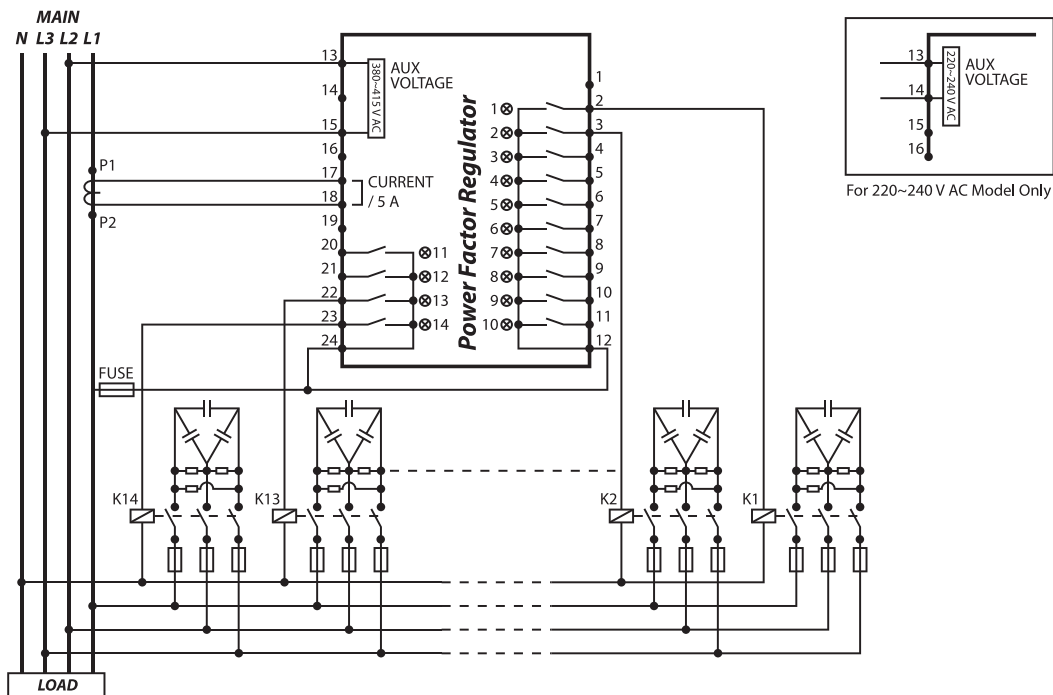 MAIN
N L3 L2 L1
13
14
15
16
17
18
19
20
21
22
23
24
380~415 V AC
AUX
VOLTAGE
CURRENT
/ 5 A
11
12
13
14
Power Factor Regulator
1
2
3
4
5
6
7
8
9
10
1
2
3
4
5
6
7
8
9
10
11
12
P1
P2
FUSE
K14
K13
K2
K1
LOAD
13
14
15
16
220~240 V AC
AUX
VOLTAGE
For 220~240 V AC Model Only